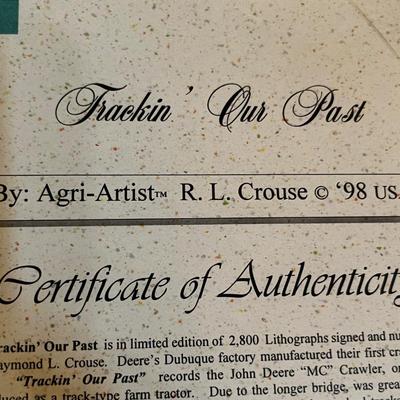 Trackin' Our Past
By: Agri-Artist™ R. L. Crouse © '98 US
Certificate of Authenticity
rackin' Our Past is in limited edition of 2,800 Lithographs signed and nu
aymond L. Crouse. Deere's Dubuque factory manufactured their first cr
"Trackin' Our Past" records the John Deere "MC" Crawler, or
duced as a track-type farm tractor. Due to the longer bridge, was grea